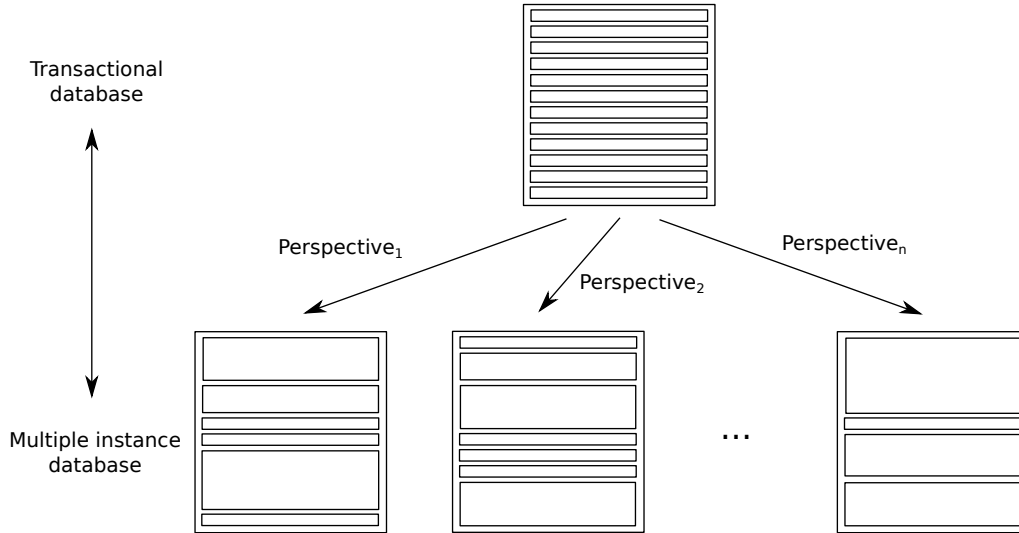 Transactional
database
Perspective1
Perspective2
Perspectiven
Multiple instance
database
...